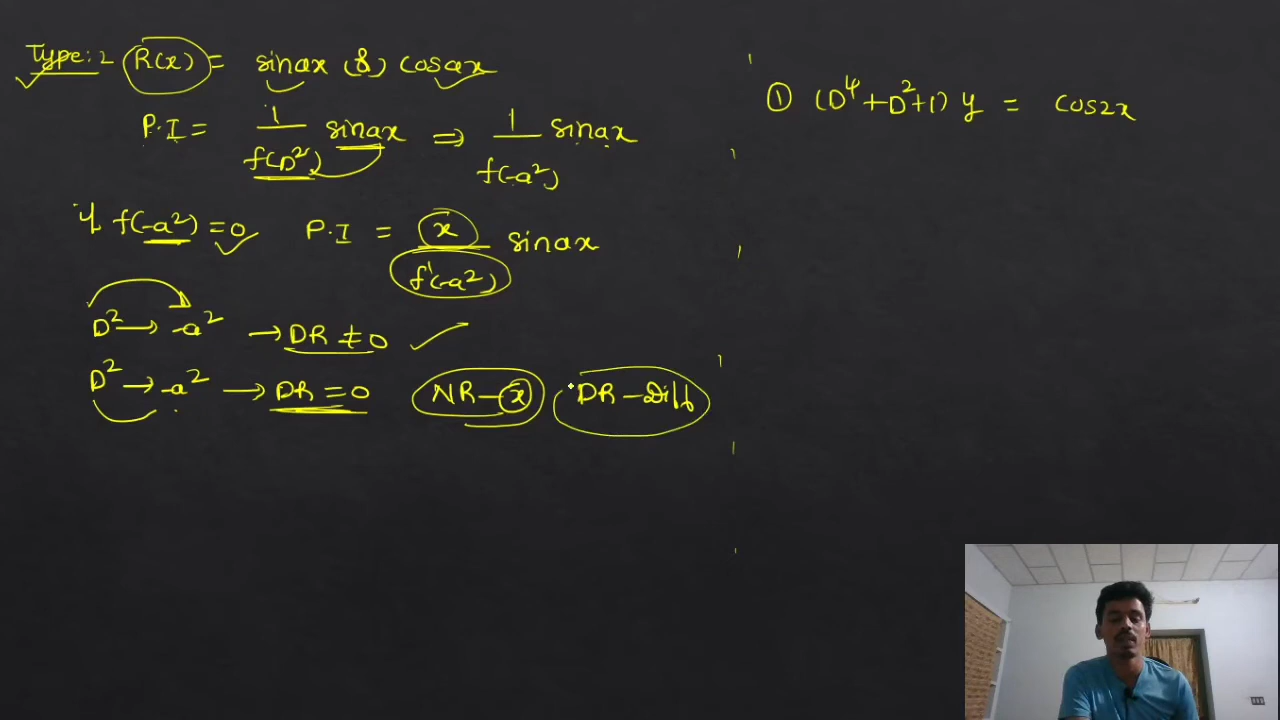 Type: 2 R(x) = sinax (&) cosax
P.I = 1/f(D²) sinax ⇒ 1/f(-a²) sinax
if f(-a²) = 0 P.I = x/f'(-a²) sinax
D² → -a² → DR ≠ 0 ✓
D² → -a² → DR = 0 NR - x DR - Diff
① (D⁴+D²+1) y = cos2x